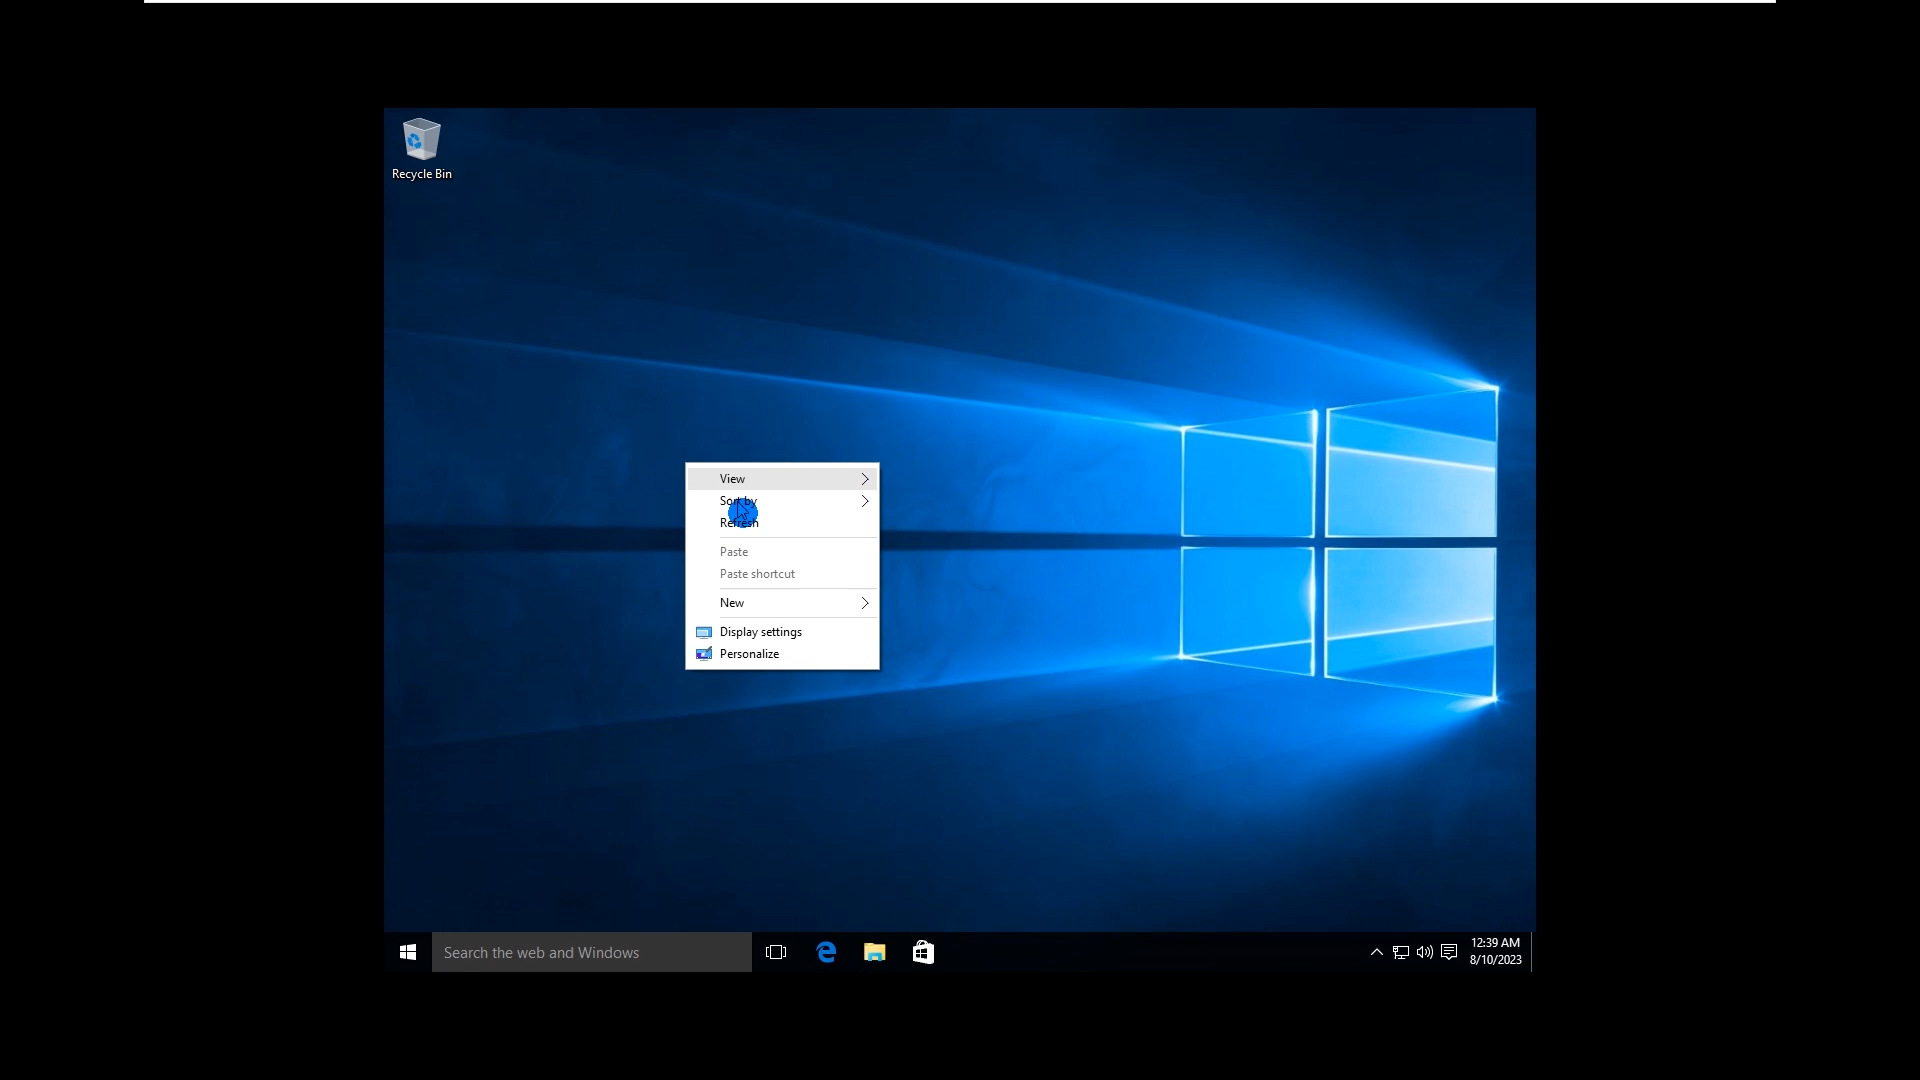 Recycle Bin
View
Sort by
Refresh
Paste
Paste shortcut
New
Display settings
Personalize
Search the web and Windows
12:39 AM
8/10/2023